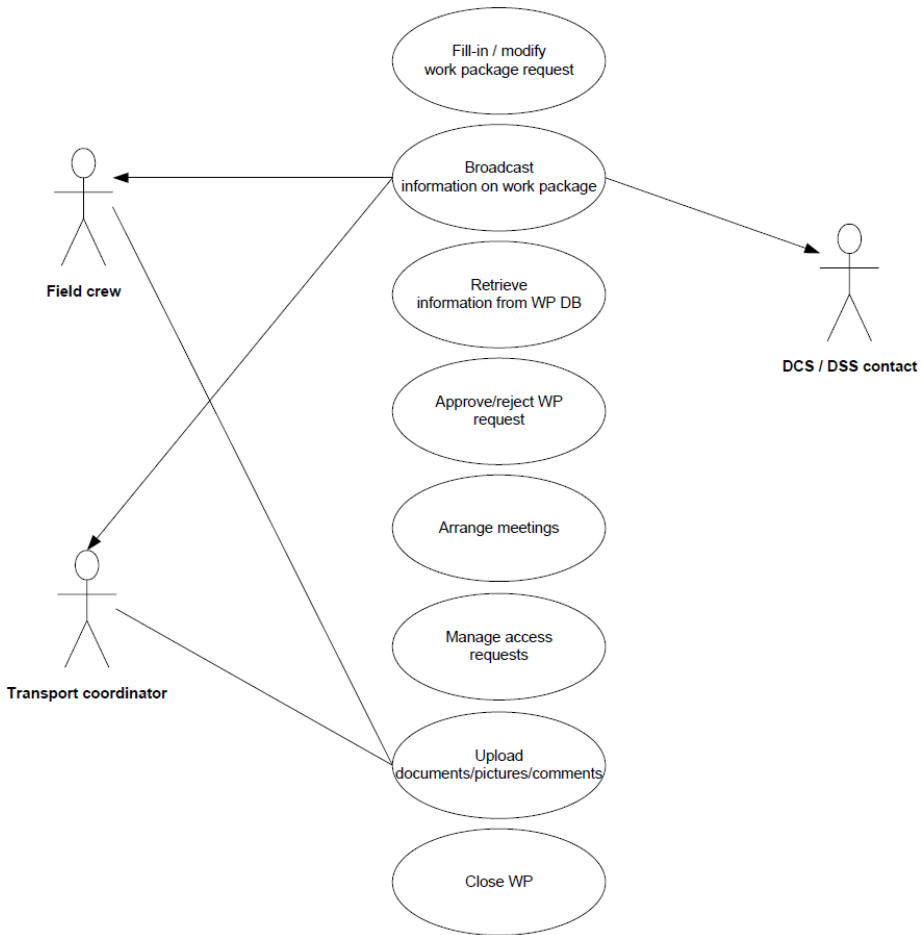 Fill-in / modify
work package request
Broadcast
information on work package
Field crew
Retrieve
information from WP DB
DCS / DSS contact
Approve/reject WP
request
Arrange meetings
Manage access
requests
Transport coordinator
Upload
documents/pictures/comments
Close WP